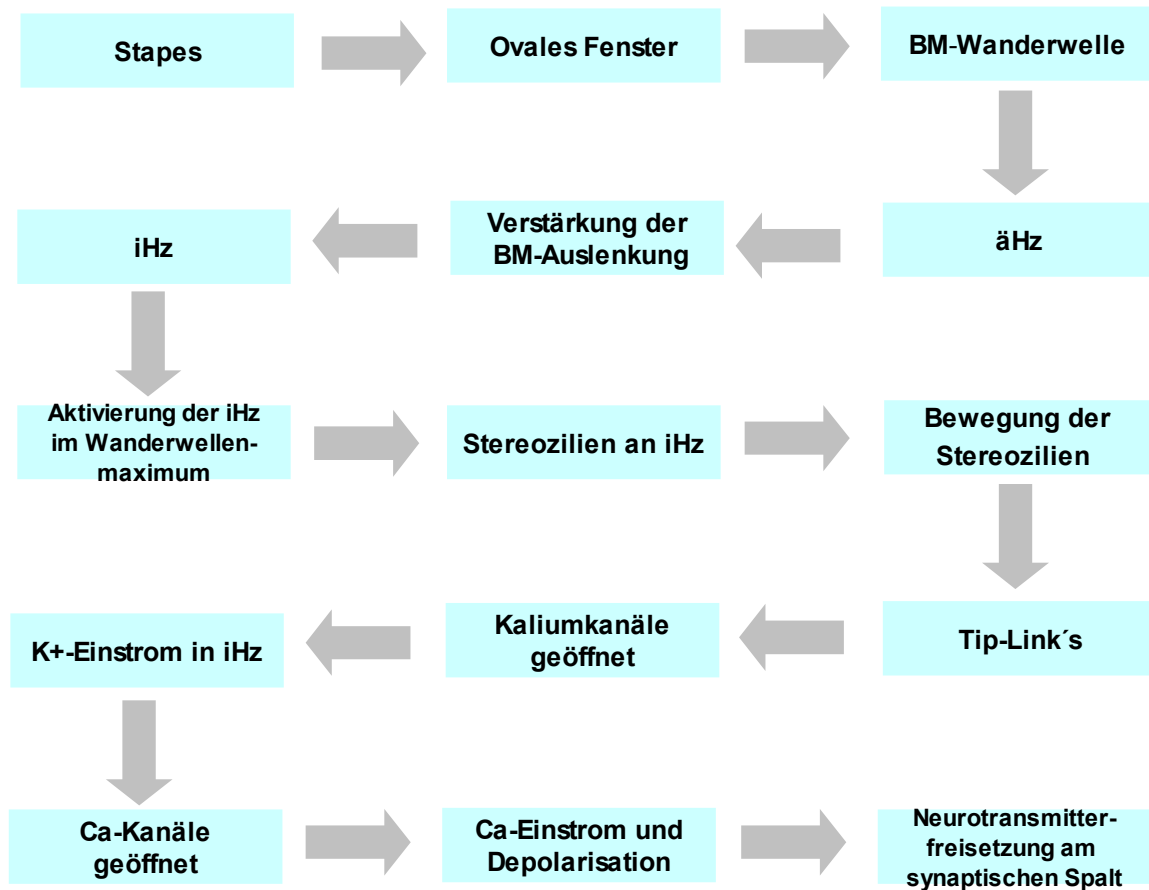 Stapes
Ovales Fenster
BM-Wanderwelle
äHz
Verstärkung der
BM-Auslenkung
iHz
Aktivierung der iHz
im Wanderwellen-
maximum
Stereozilien an iHz
Bewegung der
Stereozilien
Tip-Link´s
Kaliumkanäle
geöffnet
K+-Einstrom in iHz
Ca-Kanäle
geöffnet
Ca-Einstrom und
Depolarisation
Neurotransmitter-
freisetzung am
synaptischen Spalt